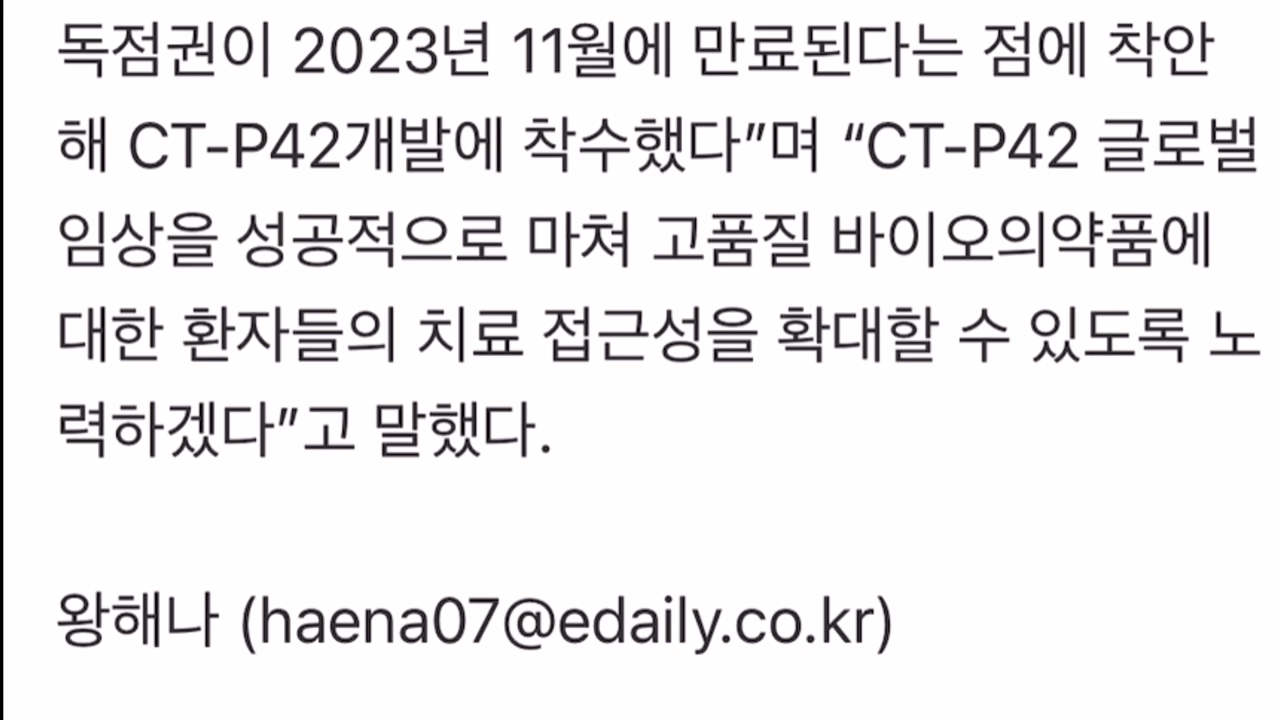 독점권이 2023년 11월에 만료된다는 점에 착안
해 CT-P42개발에 착수했다”며 “CT-P42 글로벌
임상을 성공적으로 마쳐 고품질 바이오의약품에
대한 환자들의 치료 접근성을 확대할 수 있도록 노
력하겠다”고 말했다.
왕해나 (haena07@edaily.co.kr)